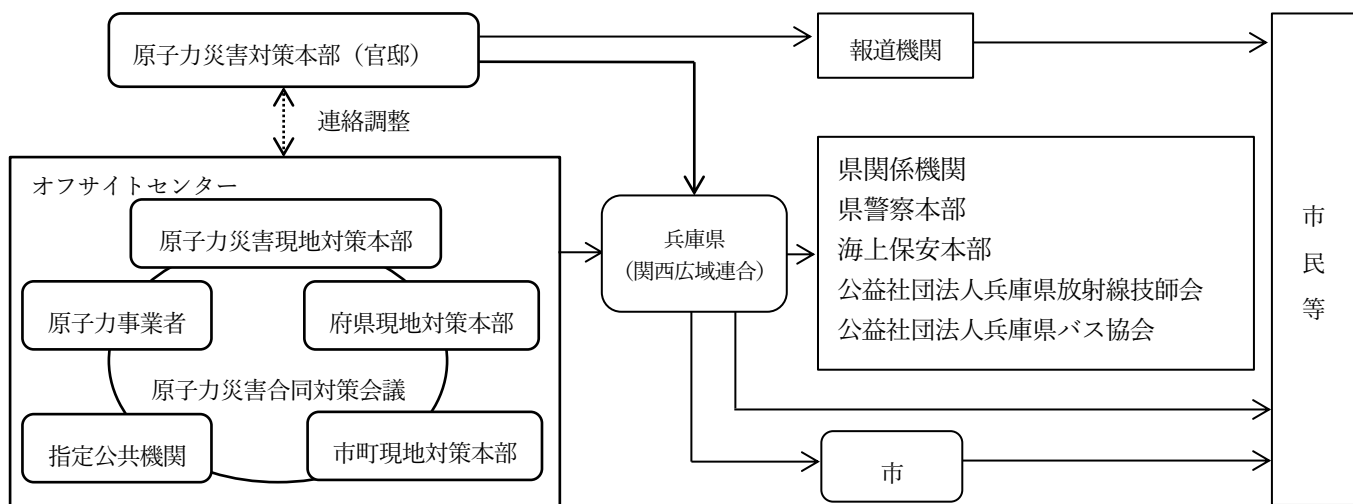 原子力災害対策本部（官邸）
報道機関
連絡調整
オフサイトセンター
原子力災害現地対策本部
原子力事業者
府県現地対策本部
原子力災害合同対策会議
指定公共機関
市町現地対策本部
兵庫県
（関西広域連合）
県関係機関
県警察本部
海上保安本部
公益社団法人兵庫県放射線技師会
公益社団法人兵庫県バス協会
市
市民等